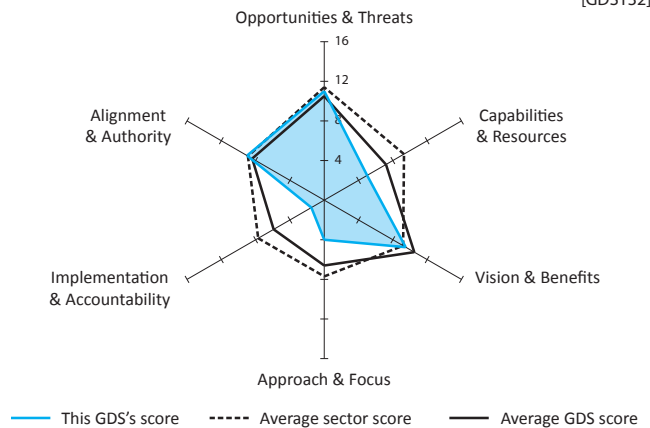 [GDS132]
Opportunities & Threats
16
12
8
4
Alignment
& Authority
Capabilities
& Resources
Implementation
& Accountability
Vision & Benefits
Approach & Focus
This GDS's score
Average sector score
Average GDS score